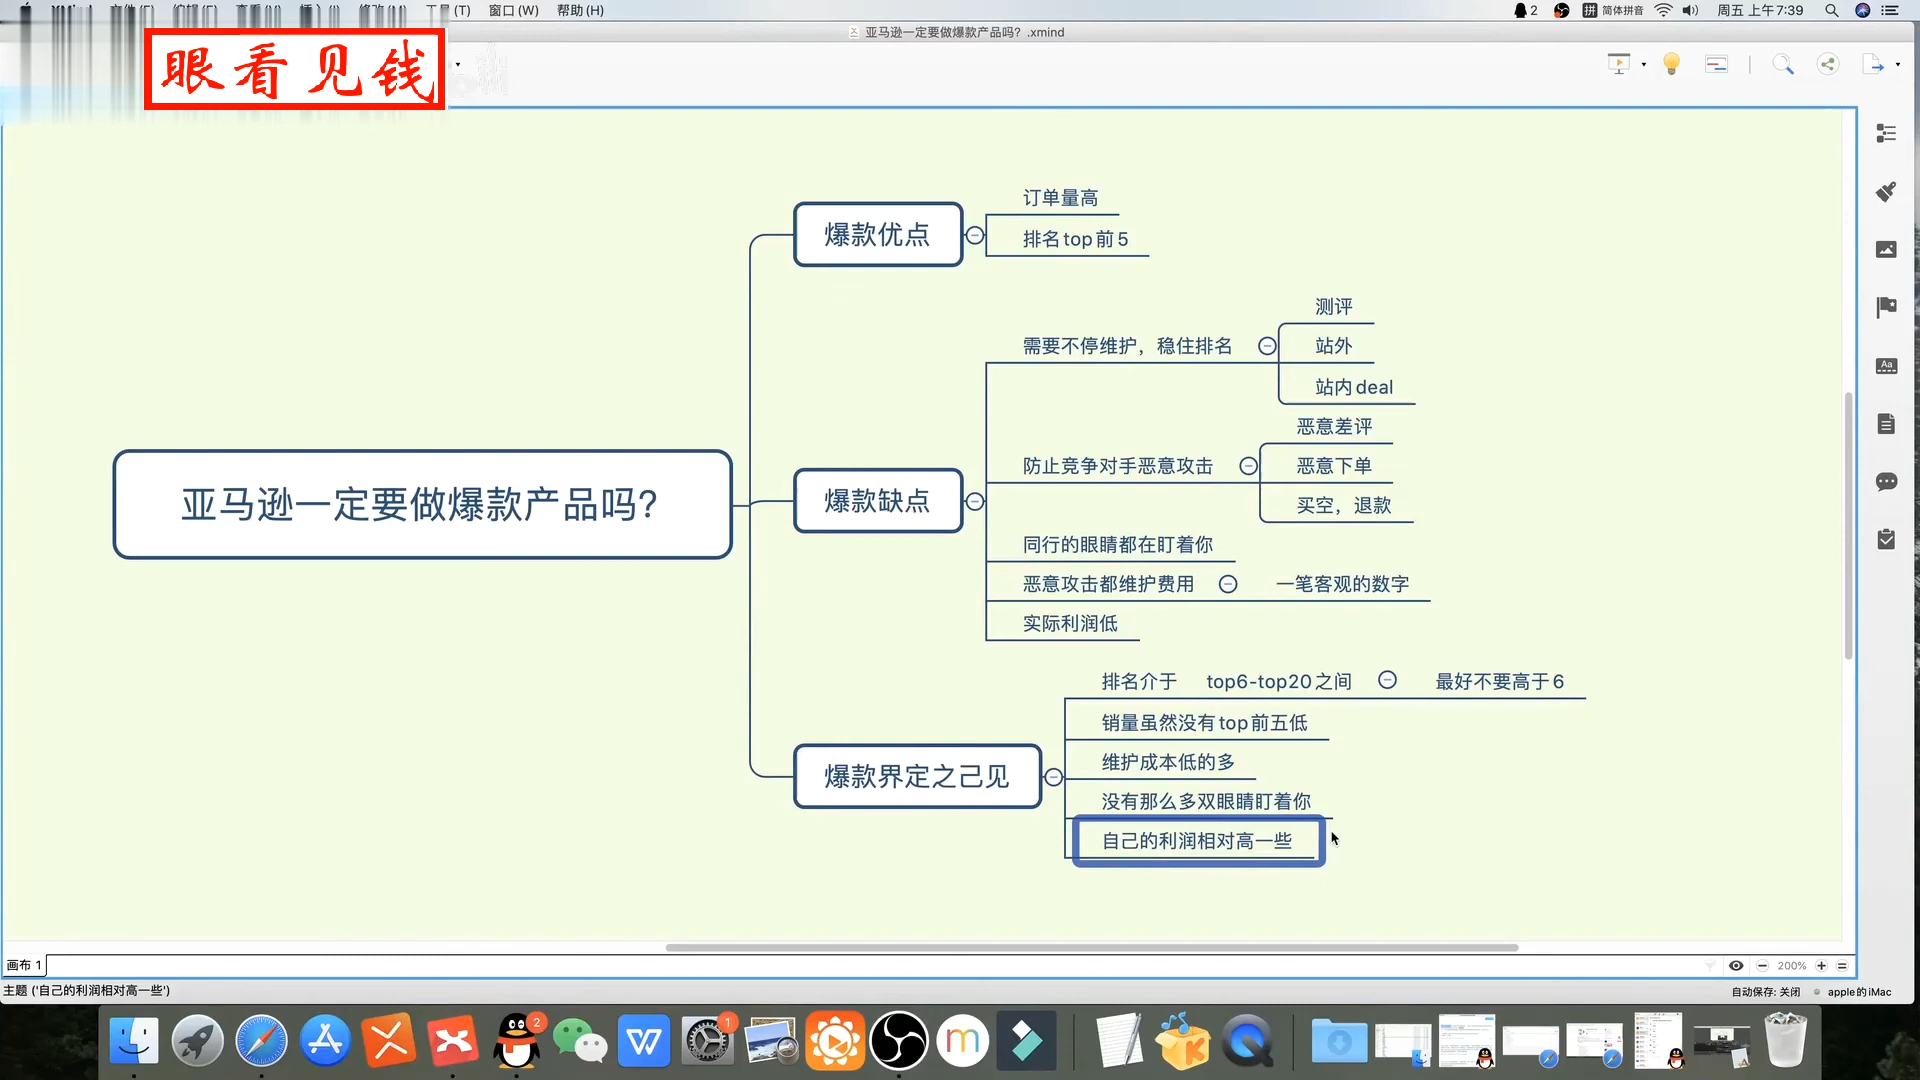 工具(T) 窗口(W) 帮助(H)
2 拼 简体拼音 周五上午7:39
亚马逊一定要做爆款产品吗？.xmind
眼看见钱
爆款优点
订单量高
排名top前5
亚马逊一定要做爆款产品吗？
爆款缺点
需要不停维护，稳住排名
测评
站外
站内deal
防止竞争对手恶意攻击
恶意差评
恶意下单
买空，退款
同行的眼睛都在盯着你
恶意攻击都维护费用 一笔客观的数字
实际利润低
爆款界定之己见
排名介于 top6-top20之间 最好不要高于6
销量虽然没有top前五低
维护成本低的多
没有那么多双眼睛盯着你
自己的利润相对高一些
画布 1
200%
主题 ('自己的利润相对高一些')
自动保存: 关闭 apple的iMac
2
1